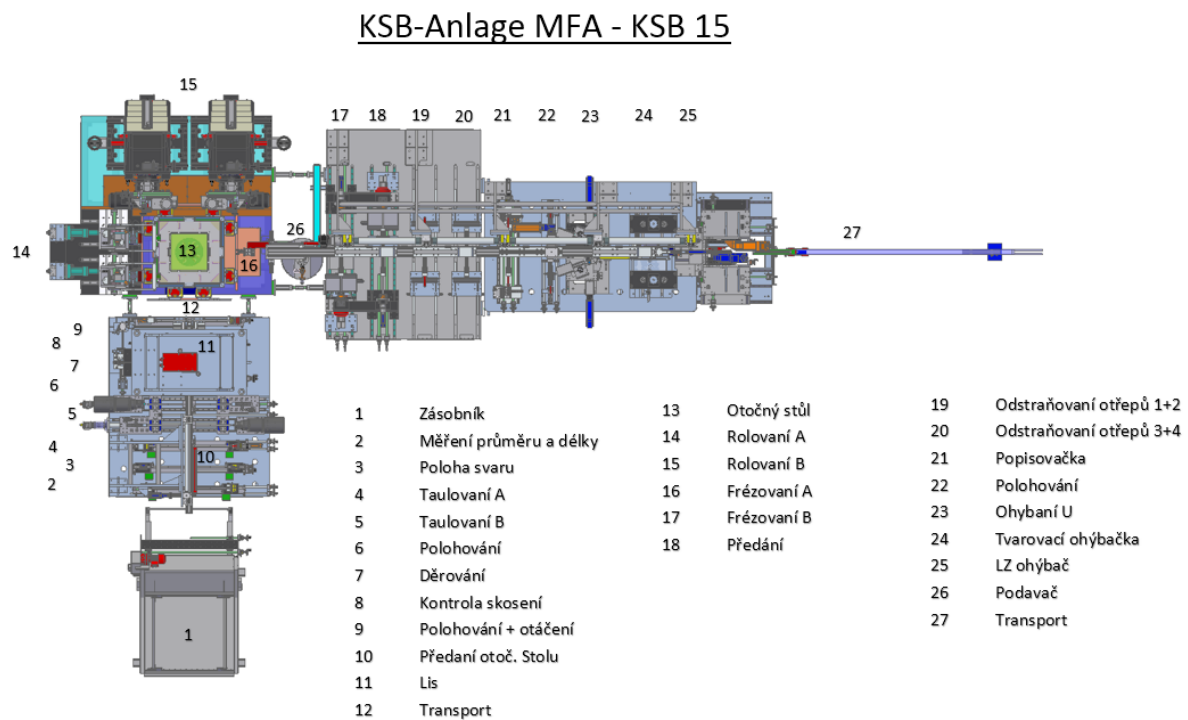 KSB-Anlage MFA - KSB 15
15
17 18 19 20 21 22 23 24 25
14
13
16
26
27
12
9
8
7
6
5
4
3
2
11
10
1
1 Zásobník
2 Měření průměru a délky
3 Poloha svaru
4 Taulovaní A
5 Taulovaní B
6 Polohování
7 Děrování
8 Kontrola skosení
9 Polohování + otáčení
10 Předaní otoč. Stolu
11 Lis
12 Transport
13 Otočný stůl
14 Rolovaní A
15 Rolovaní B
16 Frézovaní A
17 Frézovaní B
18 Předání
19 Odstraňovaní otřepů 1+2
20 Odstraňovaní otřepů 3+4
21 Popisovačka
22 Polohování
23 Ohybaní U
24 Tvarovací ohýbačka
25 LZ ohýbač
26 Podavač
27 Transport